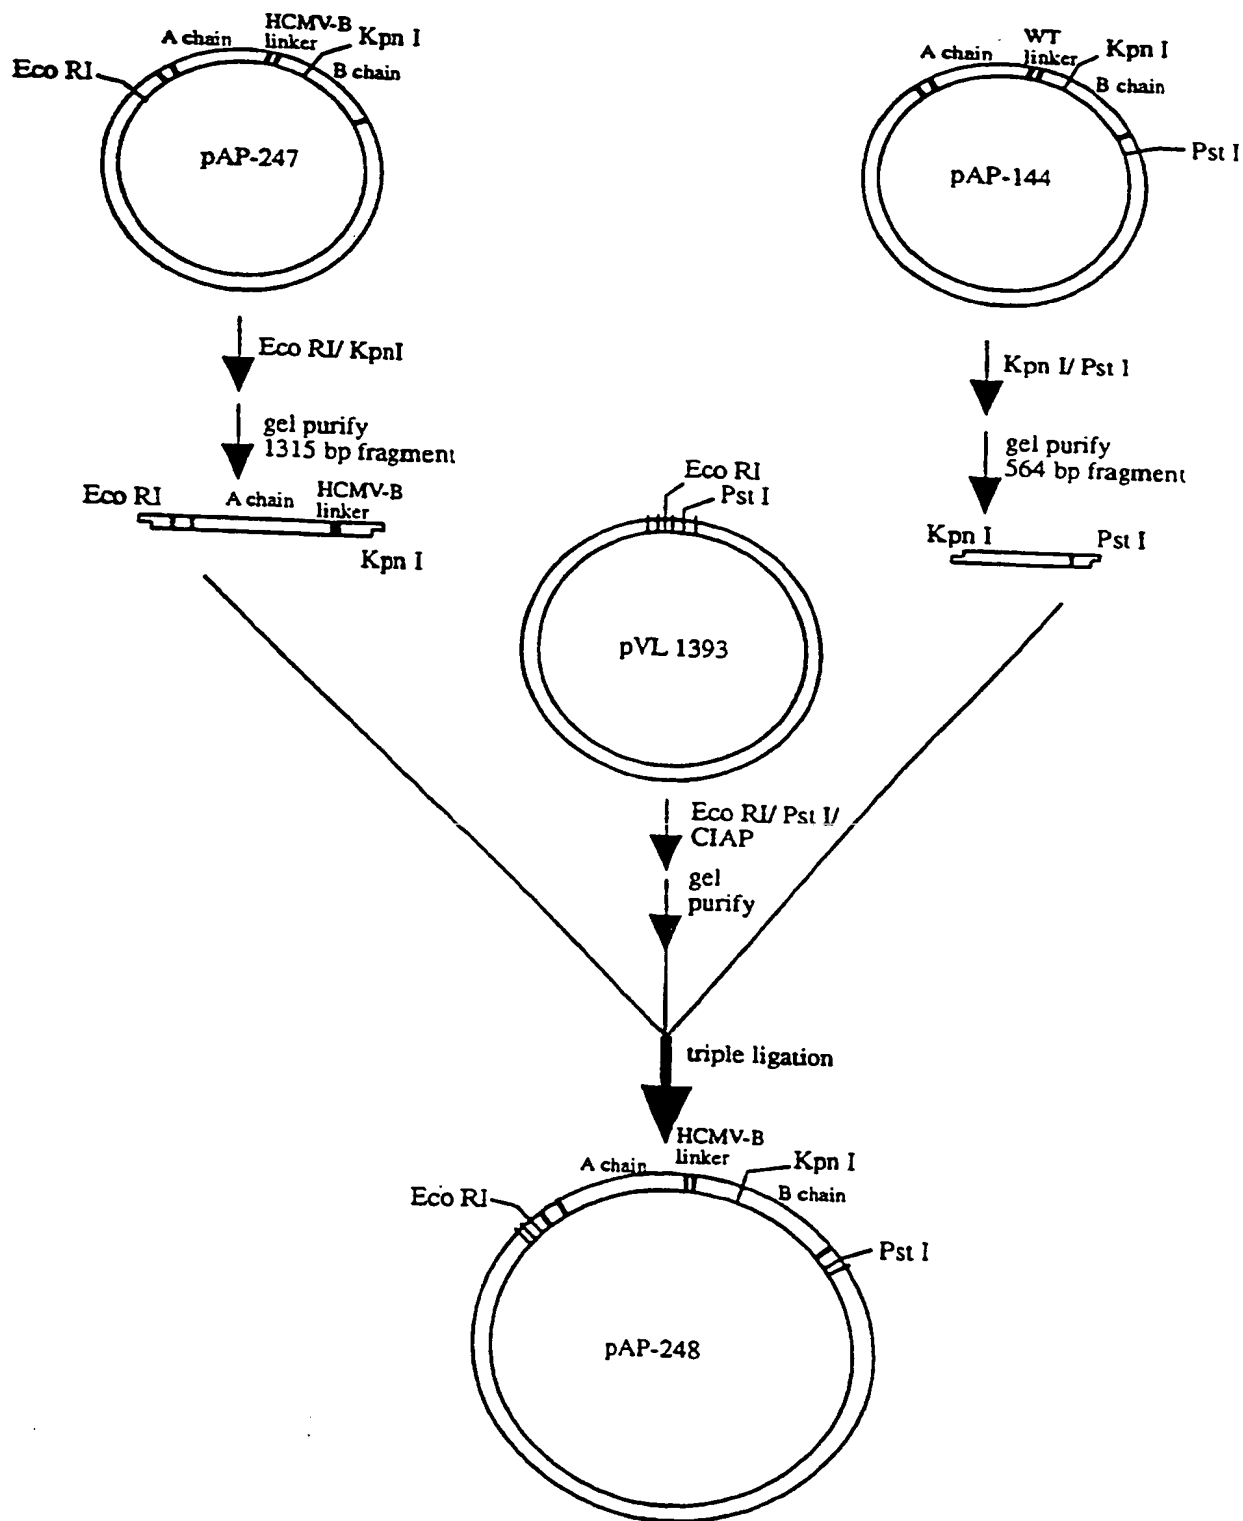 A chain
HCMV-B
linker
Kpn I
Eco RI
B chain
pAP-247
A chain
WT
linker
Kpn I
B chain
Pst I
pAP-144
Eco RI/ KpnI
gel purify
1315 bp fragment
Kpn I/ Pst I
gel purify
564 bp fragment
Eco RI
A chain
HCMV-B
linker
Kpn I
Eco RI
Pst I
Kpn I
Pst I
pVL 1393
Eco RI/ Pst I/
CIAP
gel
purify
triple ligation
HCMV-B
linker
A chain
Kpn I
B chain
Eco RI
Pst I
pAP-248